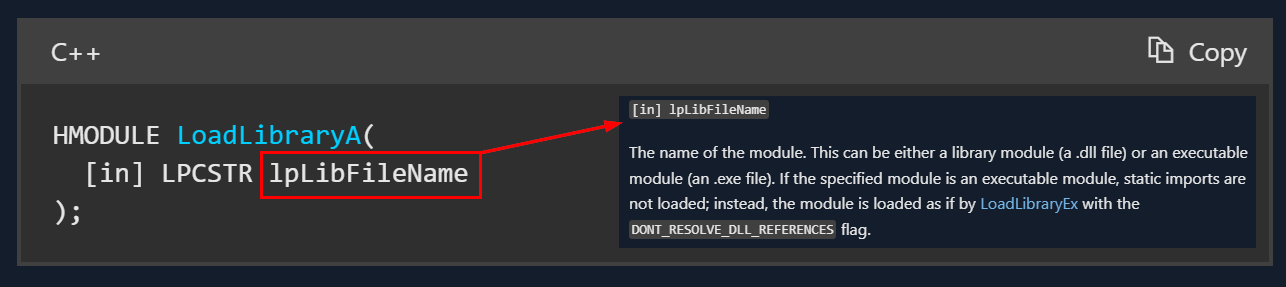 C++
Copy
HMODULE LoadLibraryA(
[in] LPCSTR lpLibFileName
);
[in] lpLibFileName
The name of the module. This can be either a library module (a .dll file) or an executable
module (an .exe file). If the specified module is an executable module, static imports are
not loaded; instead, the module is loaded as if by LoadLibraryEx with the
DONT_RESOLVE_DLL_REFERENCES flag.